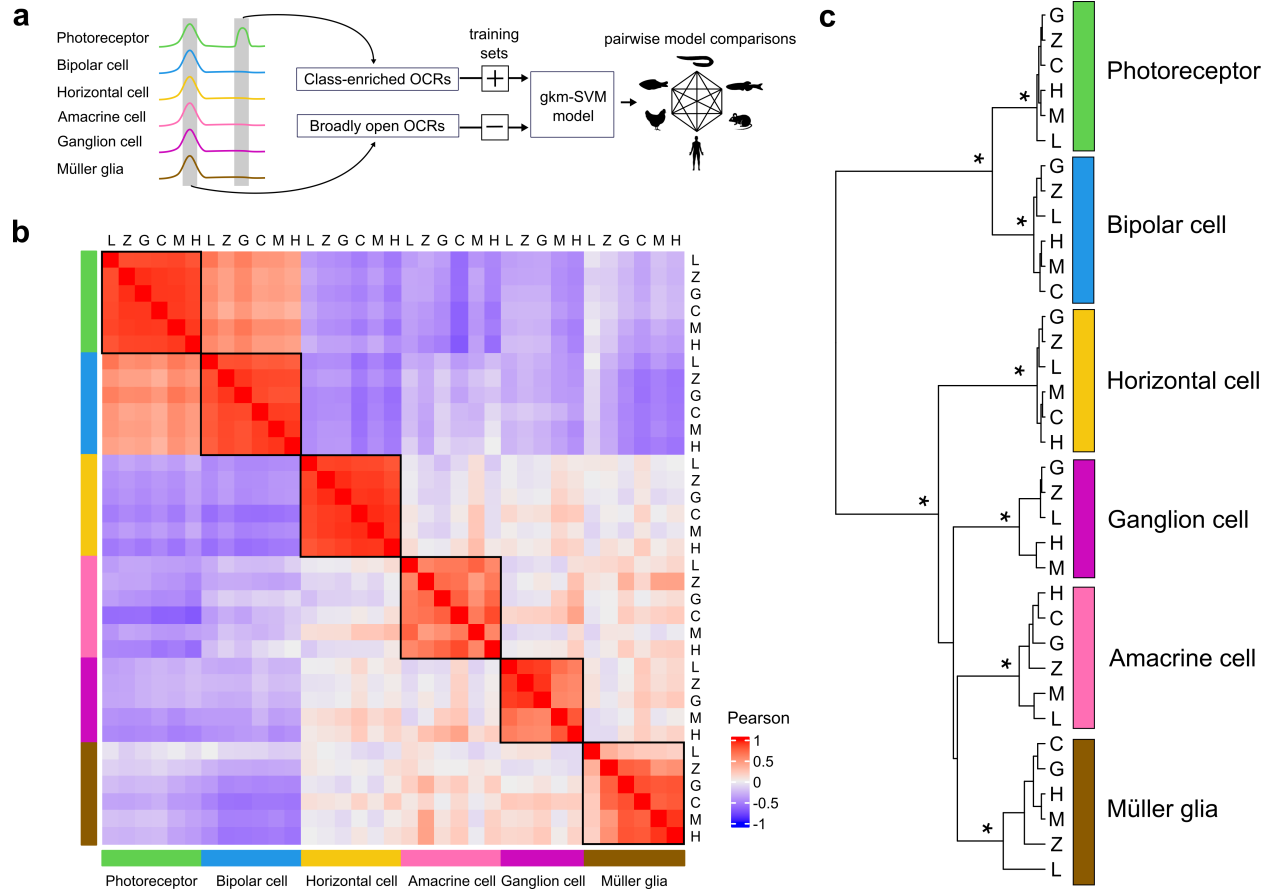 a
Photoreceptor
Bipolar cell
Horizontal cell
Amacrine cell
Ganglion cell
Müller glia
Class-enriched OCRs
Broadly open OCRs
training
sets
+
−
gkm-SVM
model
pairwise model comparisons
b
L Z G C M H L Z G C M H L Z G C M H L Z G C M H L Z G M H L Z G C M H
L
Z
G
C
M
H
L
Z
G
C
M
H
L
Z
G
C
M
H
L
Z
G
C
M
H
L
Z
G
M
H
L
Z
G
C
M
H
Photoreceptor Bipolar cell Horizontal cell Amacrine cell Ganglion cell Müller glia
Pearson
1
0.5
0
-0.5
-1
c
G
Z
C
H
M
L
Photoreceptor
G
Z
L
H
M
C
Bipolar cell
G
Z
L
M
C
H
Horizontal cell
G
Z
L
H
M
Ganglion cell
H
C
G
Z
M
L
Amacrine cell
C
G
H
M
Z
L
Müller glia
*
*
*
*
*
*
*
*